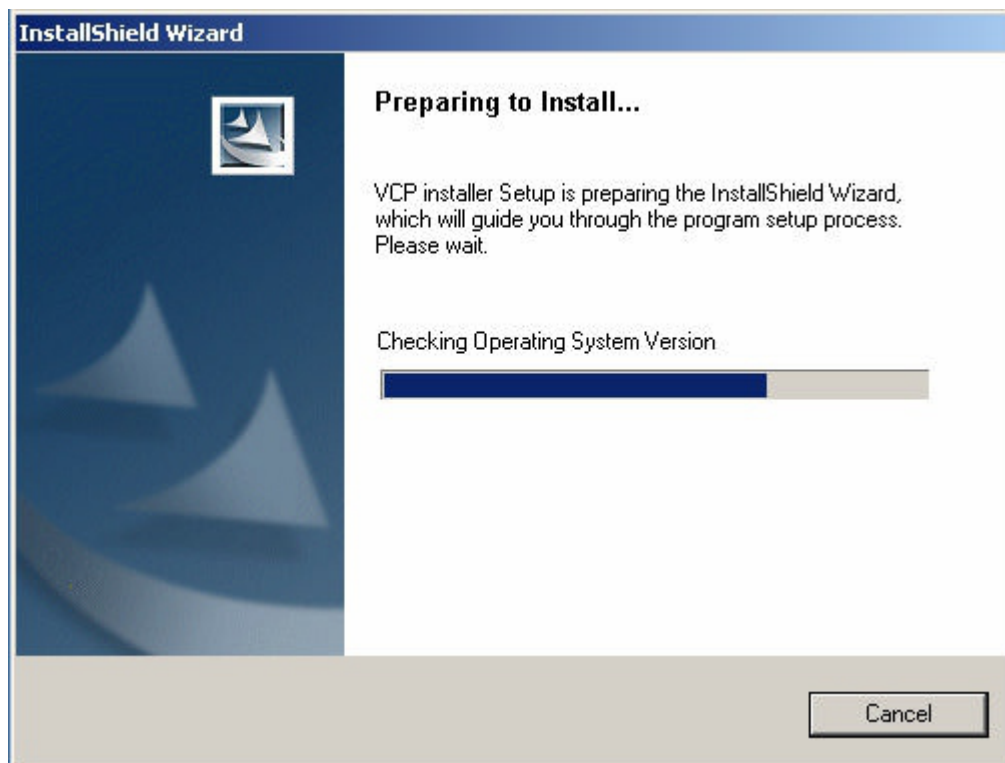 InstallShield Wizard
Preparing to Install...
VCP installer Setup is preparing the InstallShield Wizard,
which will guide you through the program setup process.
Please wait.
Checking Operating System Version
Cancel